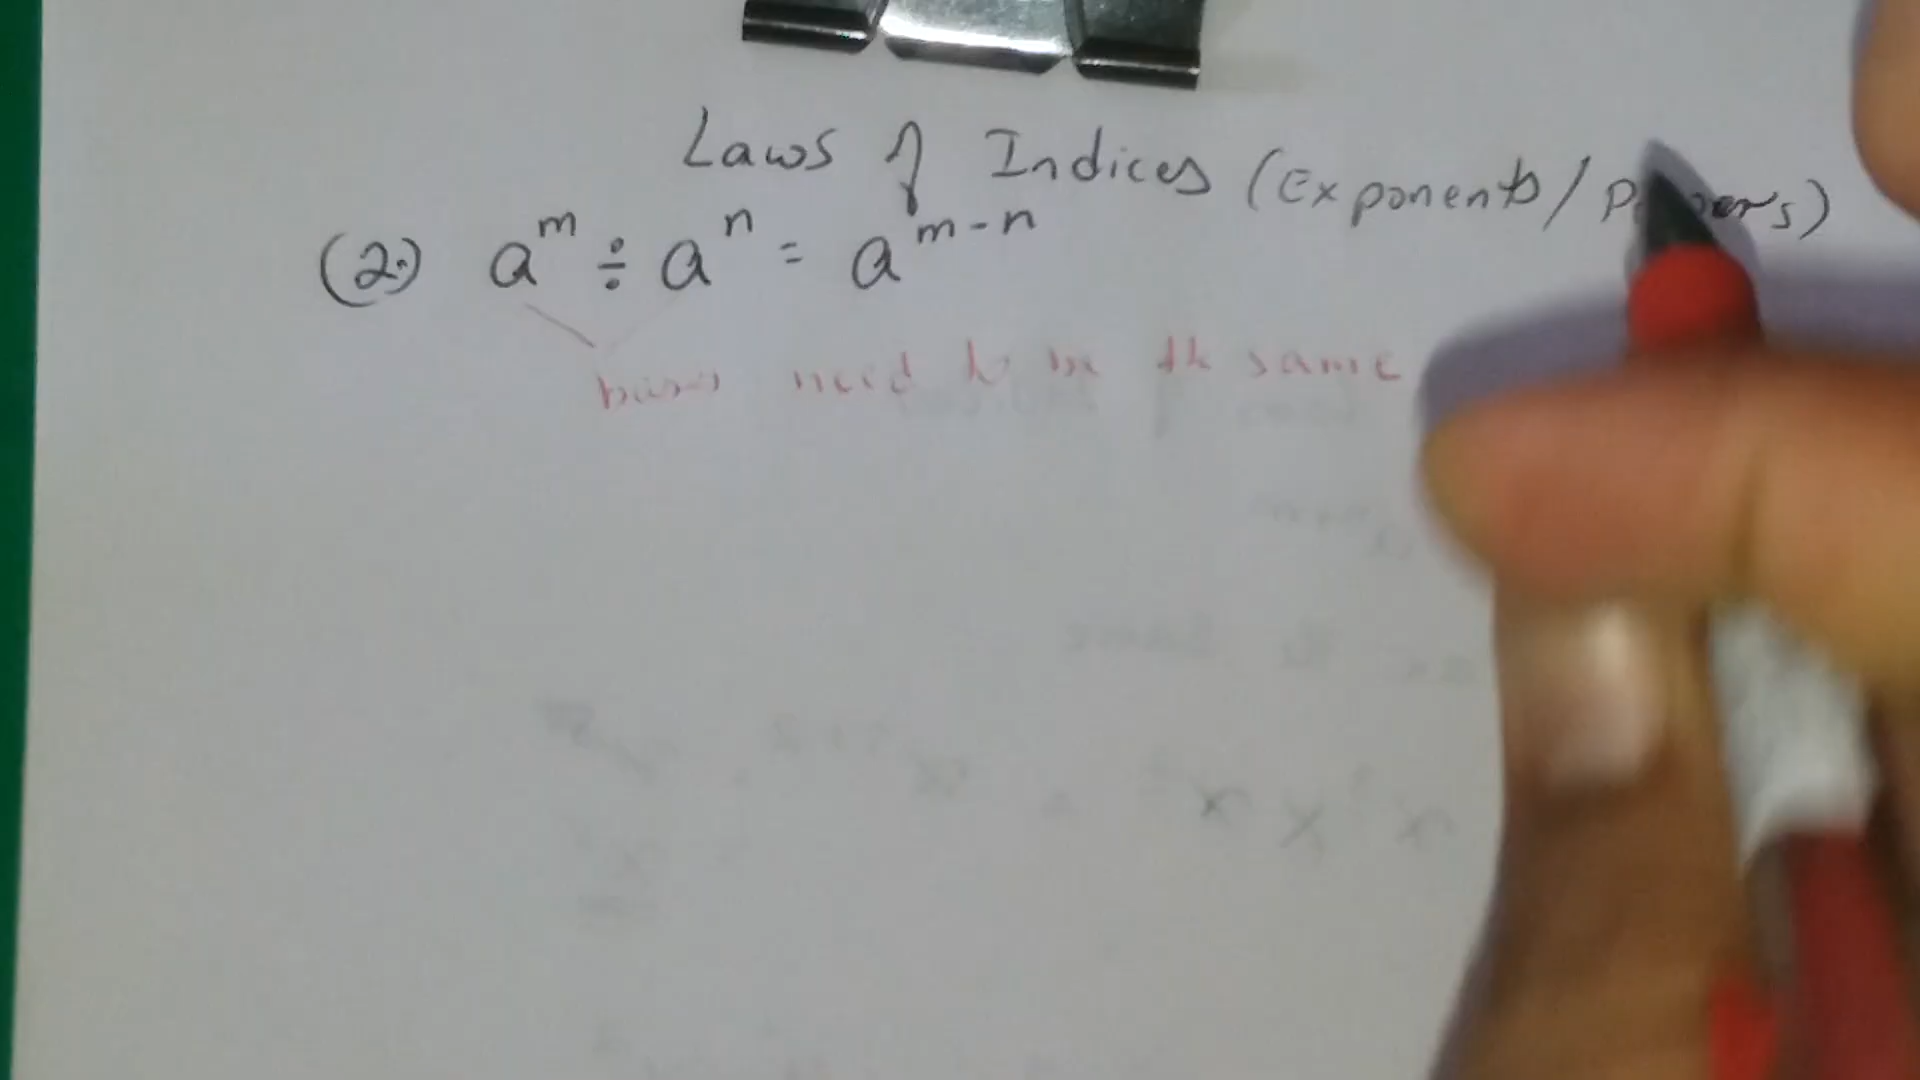 Laws of Indices (Exponents/Powers)
(2.) a^m ÷ a^n = a^{m-n}
bases need to be the same